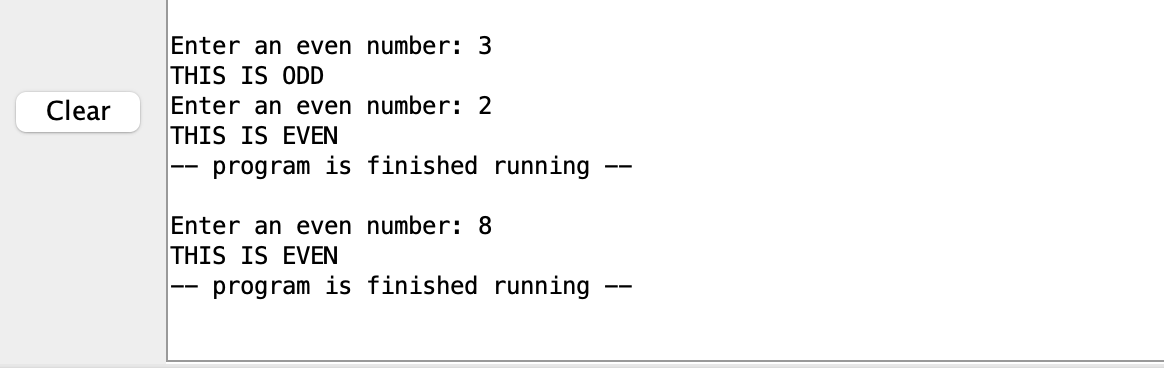 Enter an even number: 3
THIS IS ODD
Clear
Enter an even number: 2
THIS IS EVEN
-- program is finished running --
Enter an even number: 8
THIS IS EVEN
-- program is finished running --